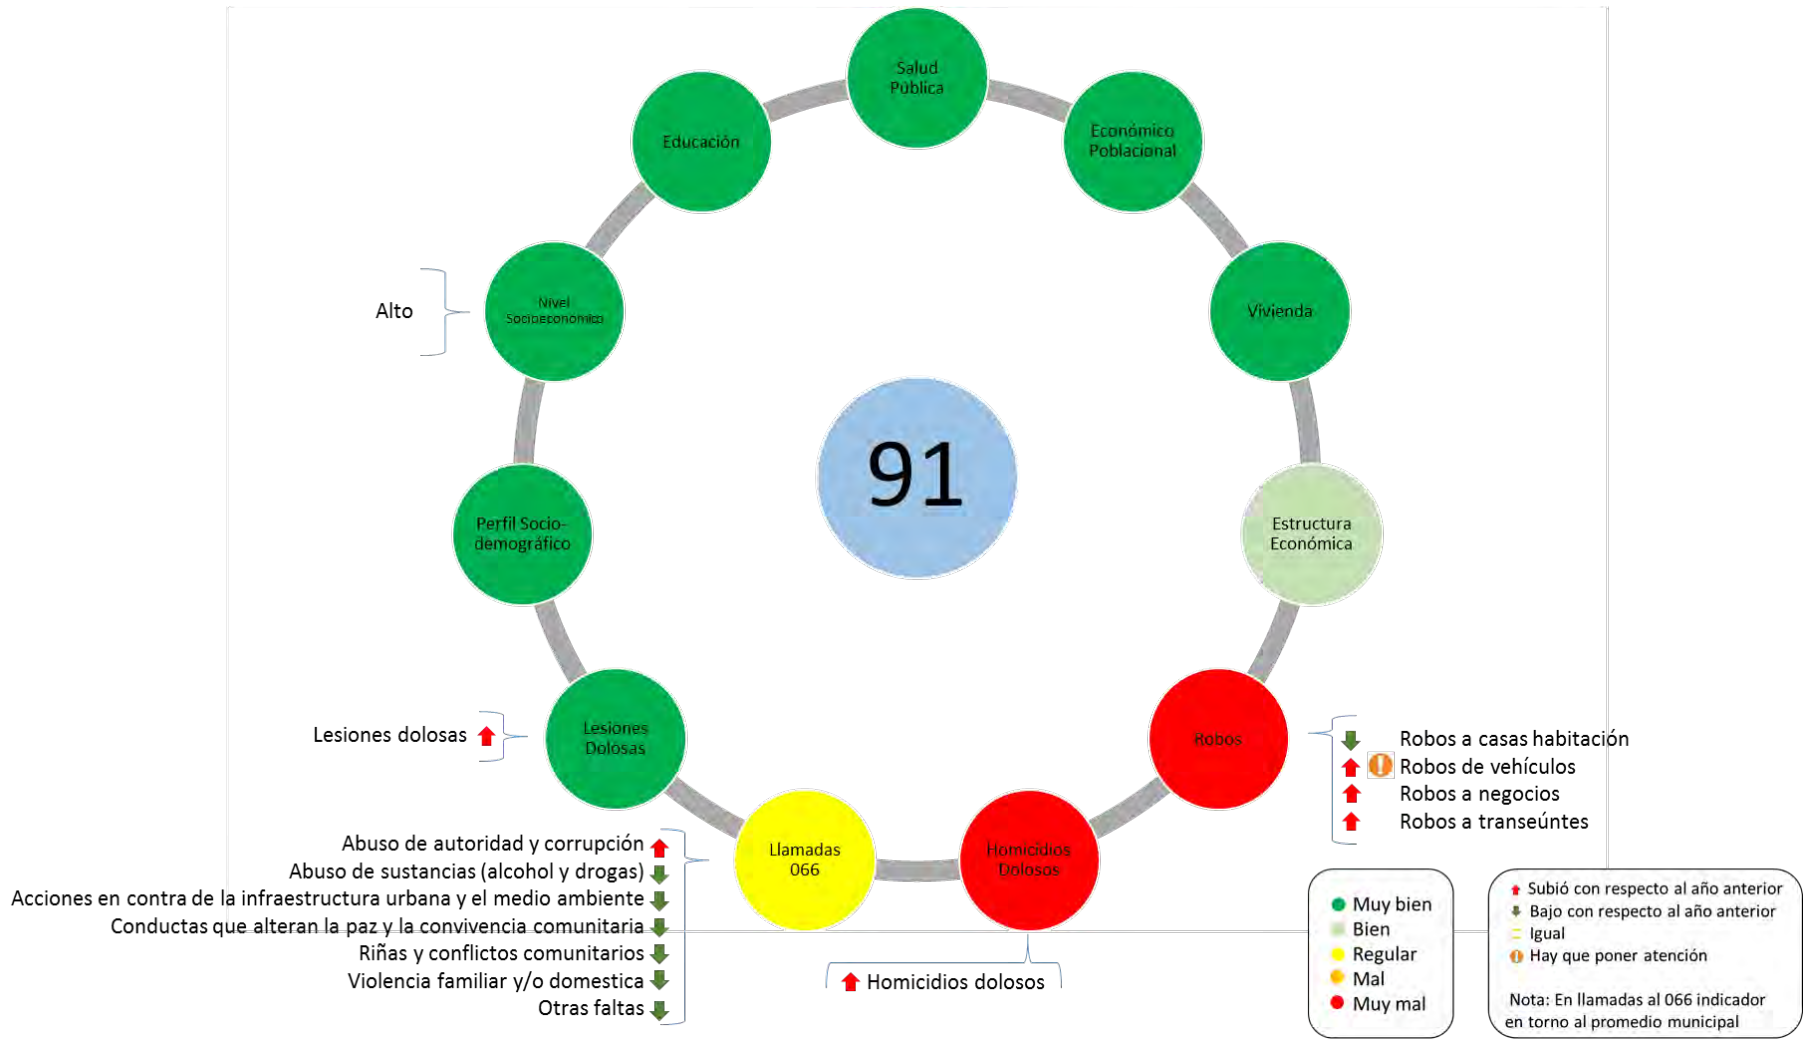 Salud
Pública
Económico
Poblacional
Educación
Vivienda
Nivel
Socioeconómico
Alto
91
Estructura
Económica
Perfil Socio-
demográfico
Lesiones
Dolosas
Lesiones dolosas
Robos
Robos a casas habitación
Robos de vehículos
Robos a negocios
Robos a transeúntes
Llamadas
066
Homicidios
Dolosos
Abuso de autoridad y corrupción
Abuso de sustancias (alcohol y drogas)
Acciones en contra de la infraestructura urbana y el medio ambiente
Conductas que alteran la paz y la convivencia comunitaria
Riñas y conflictos comunitarios
Violencia familiar y/o domestica
Otras faltas
Homicidios dolosos
Muy bien
Bien
Regular
Mal
Muy mal
Subió con respecto al año anterior
Bajo con respecto al año anterior
Igual
Hay que poner atención
Nota: En llamadas al 066 indicador
en torno al promedio municipal